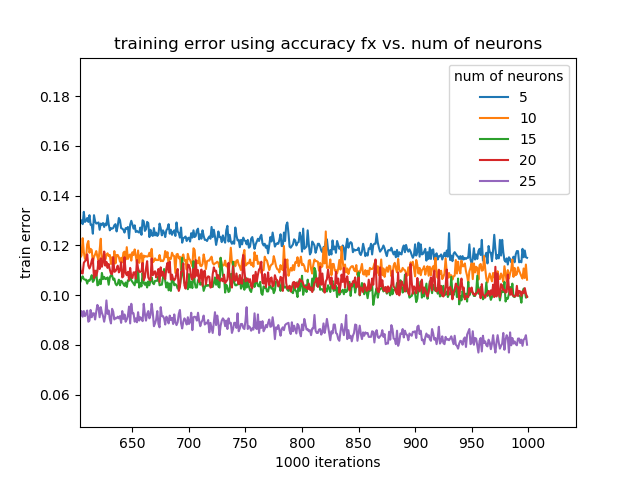 training error using accuracy fx vs. num of neurons
num of neurons
5
10
15
20
25
0.18
0.16
0.14
0.12
0.10
0.08
0.06
train error
650 700 750 800 850 900 950 1000
1000 iterations